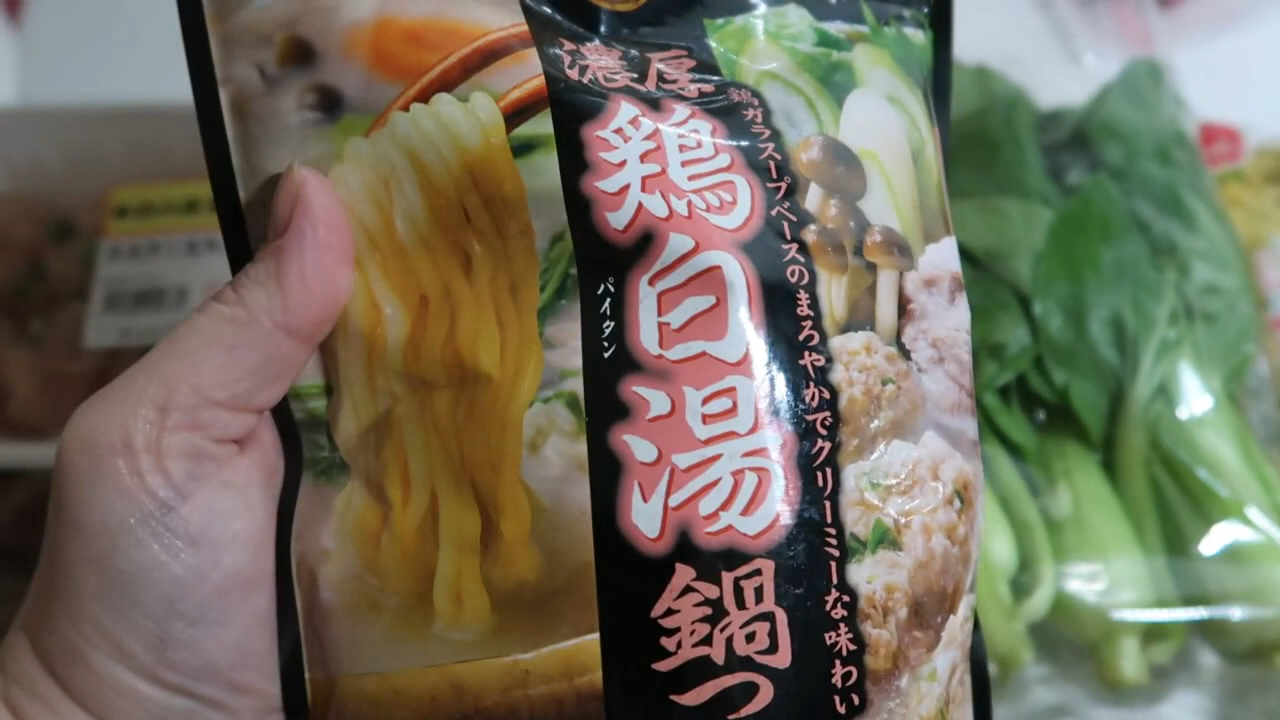 濃厚
鶏白湯鍋つ
パイタン
鶏ガラスープベースのまろやかでクリーミーな味わい